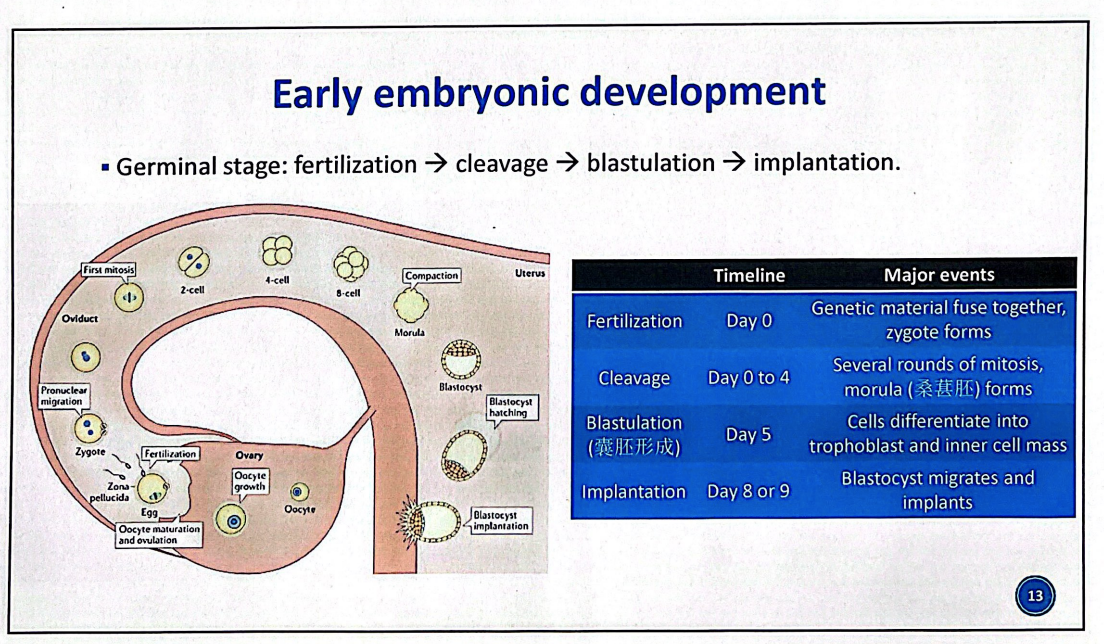 Early embryonic development
▪ Germinal stage: fertilization → cleavage → blastulation → implantation.
First mitosis
2-cell
4-cell
8-cell
Compaction
Uterus
Oviduct
Morula
Blastocyst
Pronuclear
migration
Blastocyst
hatching
Zygote
Fertilization
Ovary
Zona
pellucida
Egg
Oocyte
growth
Oocyte
Oocyte maturation
and ovulation
Blastocyst
implantation
Timeline Major events
Fertilization Day 0 Genetic material fuse together,
zygote forms
Cleavage Day 0 to 4 Several rounds of mitosis,
morula (桑葚胚) forms
Blastulation
(囊胚形成) Day 5 Cells differentiate into
trophoblast and inner cell mass
Implantation Day 8 or 9 Blastocyst migrates and
implants
13